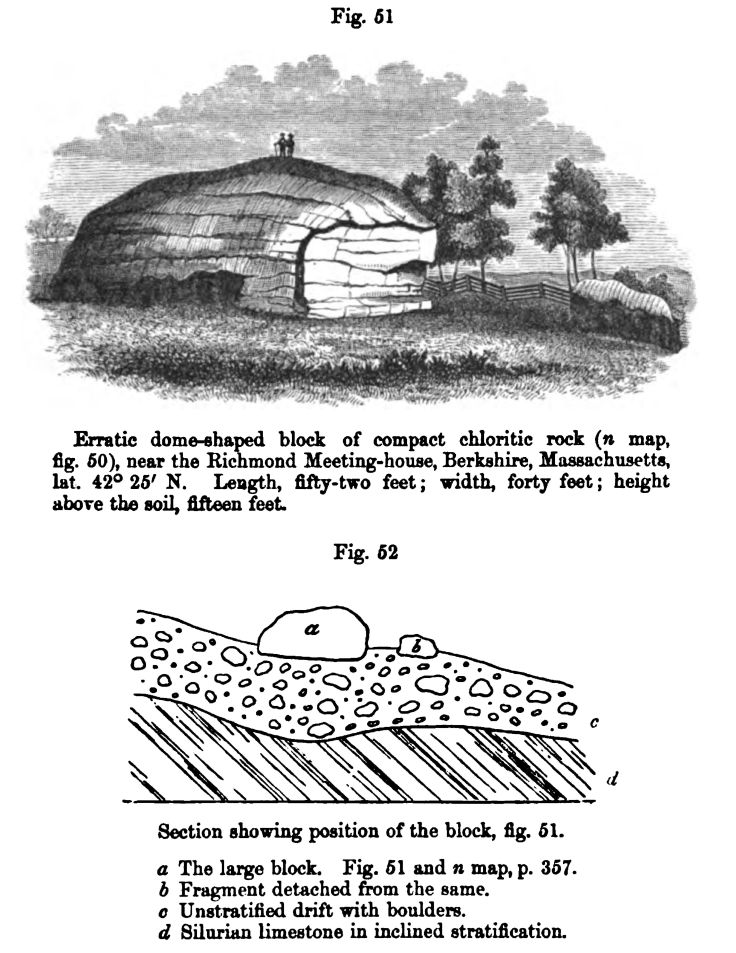 Fig. 51
Erratic dome-shaped block of compact chloritic rock (n map,
fig. 50), near the Richmond Meeting-house, Berkshire, Massachusetts,
lat. 42° 25′ N. Length, fifty-two feet; width, forty feet; height
above the soil, fifteen feet.
Fig. 52
a
b
c
d
Section showing position of the block, fig. 51.
a The large block. Fig. 51 and n map, p. 357.
b Fragment detached from the same.
c Unstratified drift with boulders.
d Silurian limestone in inclined stratification.